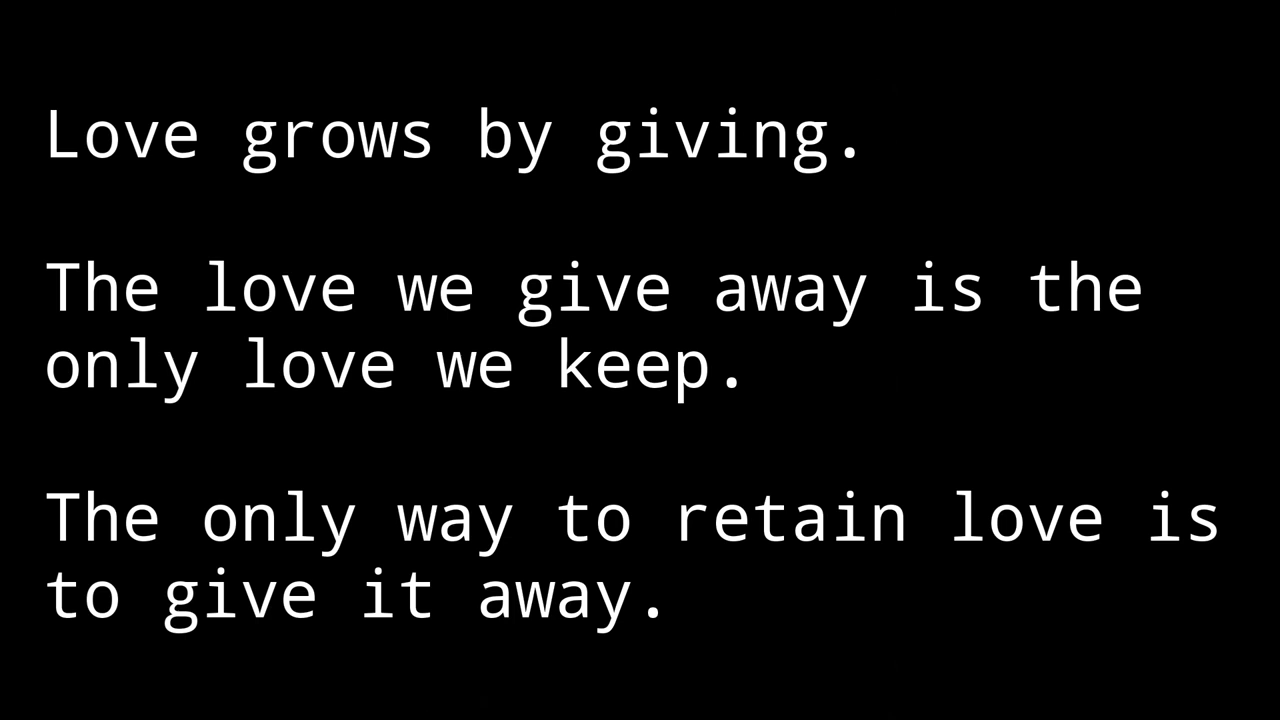 Love grows by giving.
The love we give away is the
only love we keep.
The only way to retain love is
to give it away.